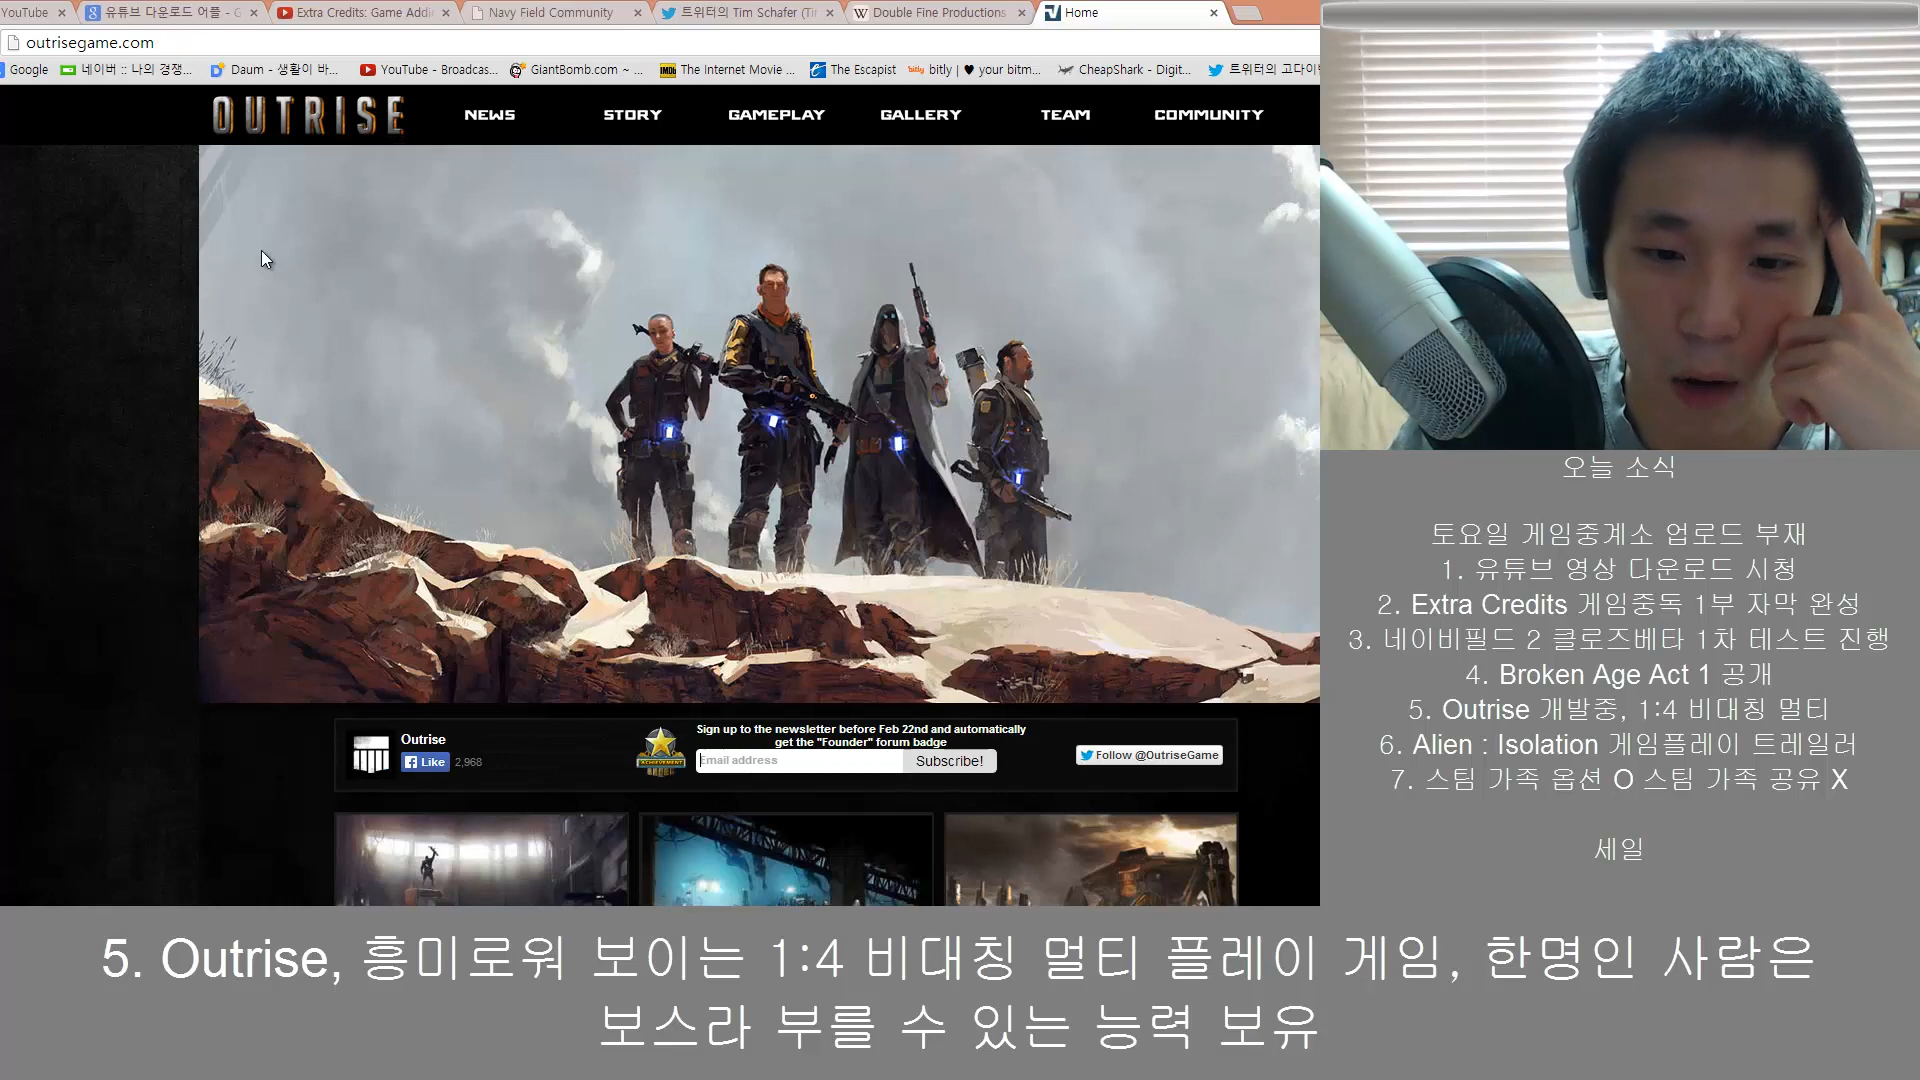 YouTube
유튜브 다운로드 어플 - G
Extra Credits: Game Addi
Navy Field Community
트위터의 Tim Schafer (Tir
Double Fine Productions
Home
outrisegame.com
Google
네이버 :: 나의 경쟁...
Daum - 생활이 바...
YouTube - Broadcas...
GiantBomb.com ~ ...
IMDb The Internet Movie ...
The Escapist
bitly bitly | ♥ your bitm...
CheapShark - Digit...
트위터의 고다이
OUTRISE
NEWS
STORY
GAMEPLAY
GALLERY
TEAM
COMMUNITY
Outrise
Like 2,968
ACHIEVEMENT
Sign up to the newsletter before Feb 22nd and automatically
get the "Founder" forum badge
Email address
Subscribe!
Follow @OutriseGame
오늘 소식
토요일 게임중계소 업로드 부재
1. 유튜브 영상 다운로드 시청
2. Extra Credits 게임중독 1부 자막 완성
3. 네이비필드 2 클로즈베타 1차 테스트 진행
4. Broken Age Act 1 공개
5. Outrise 개발중, 1:4 비대칭 멀티
6. Alien : Isolation 게임플레이 트레일러
7. 스팀 가족 옵션 O 스팀 가족 공유 X
세일
5. Outrise, 흥미로워 보이는 1:4 비대칭 멀티 플레이 게임, 한명인 사람은
보스라 부를 수 있는 능력 보유